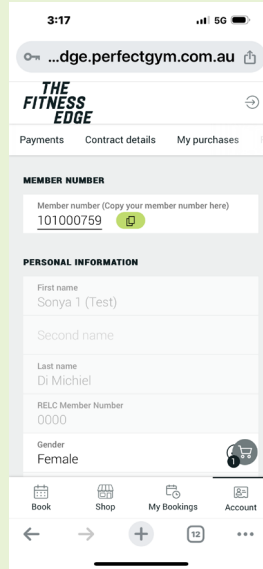 3:17 5G
...dge.perfectgym.com.au
THE
FITNESS
EDGE
Payments Contract details My purchases
MEMBER NUMBER
Member number (Copy your member number here)
101000759
PERSONAL INFORMATION
First name
Sonya 1 (Test)
Second name
Last name
Di Michiel
RELC Member Number
0000
Gender
Female
1
Book Shop My Bookings Account
12